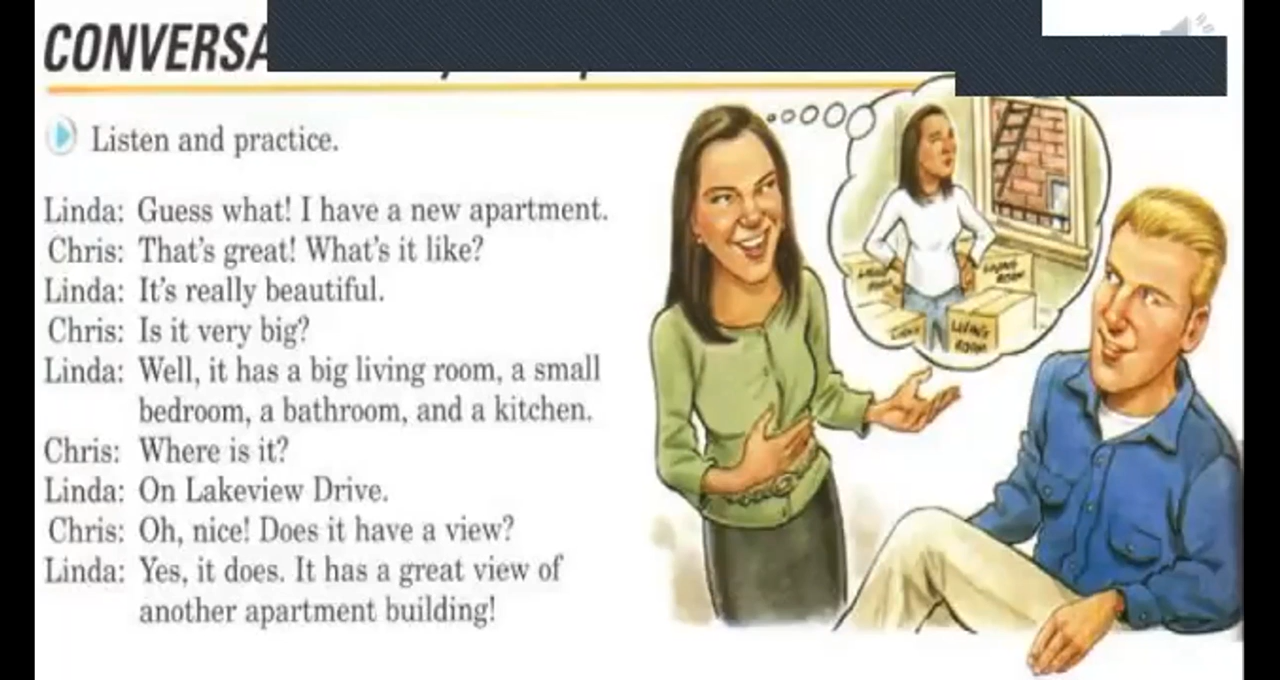 CONVERSA
Listen and practice.
Linda: Guess what! I have a new apartment.
Chris: That's great! What's it like?
Linda: It's really beautiful.
Chris: Is it very big?
Linda: Well, it has a big living room, a small
bedroom, a bathroom, and a kitchen.
Chris: Where is it?
Linda: On Lakeview Drive.
Chris: Oh, nice! Does it have a view?
Linda: Yes, it does. It has a great view of
another apartment building!
LIVING
ROOM
LIVING
ROOM